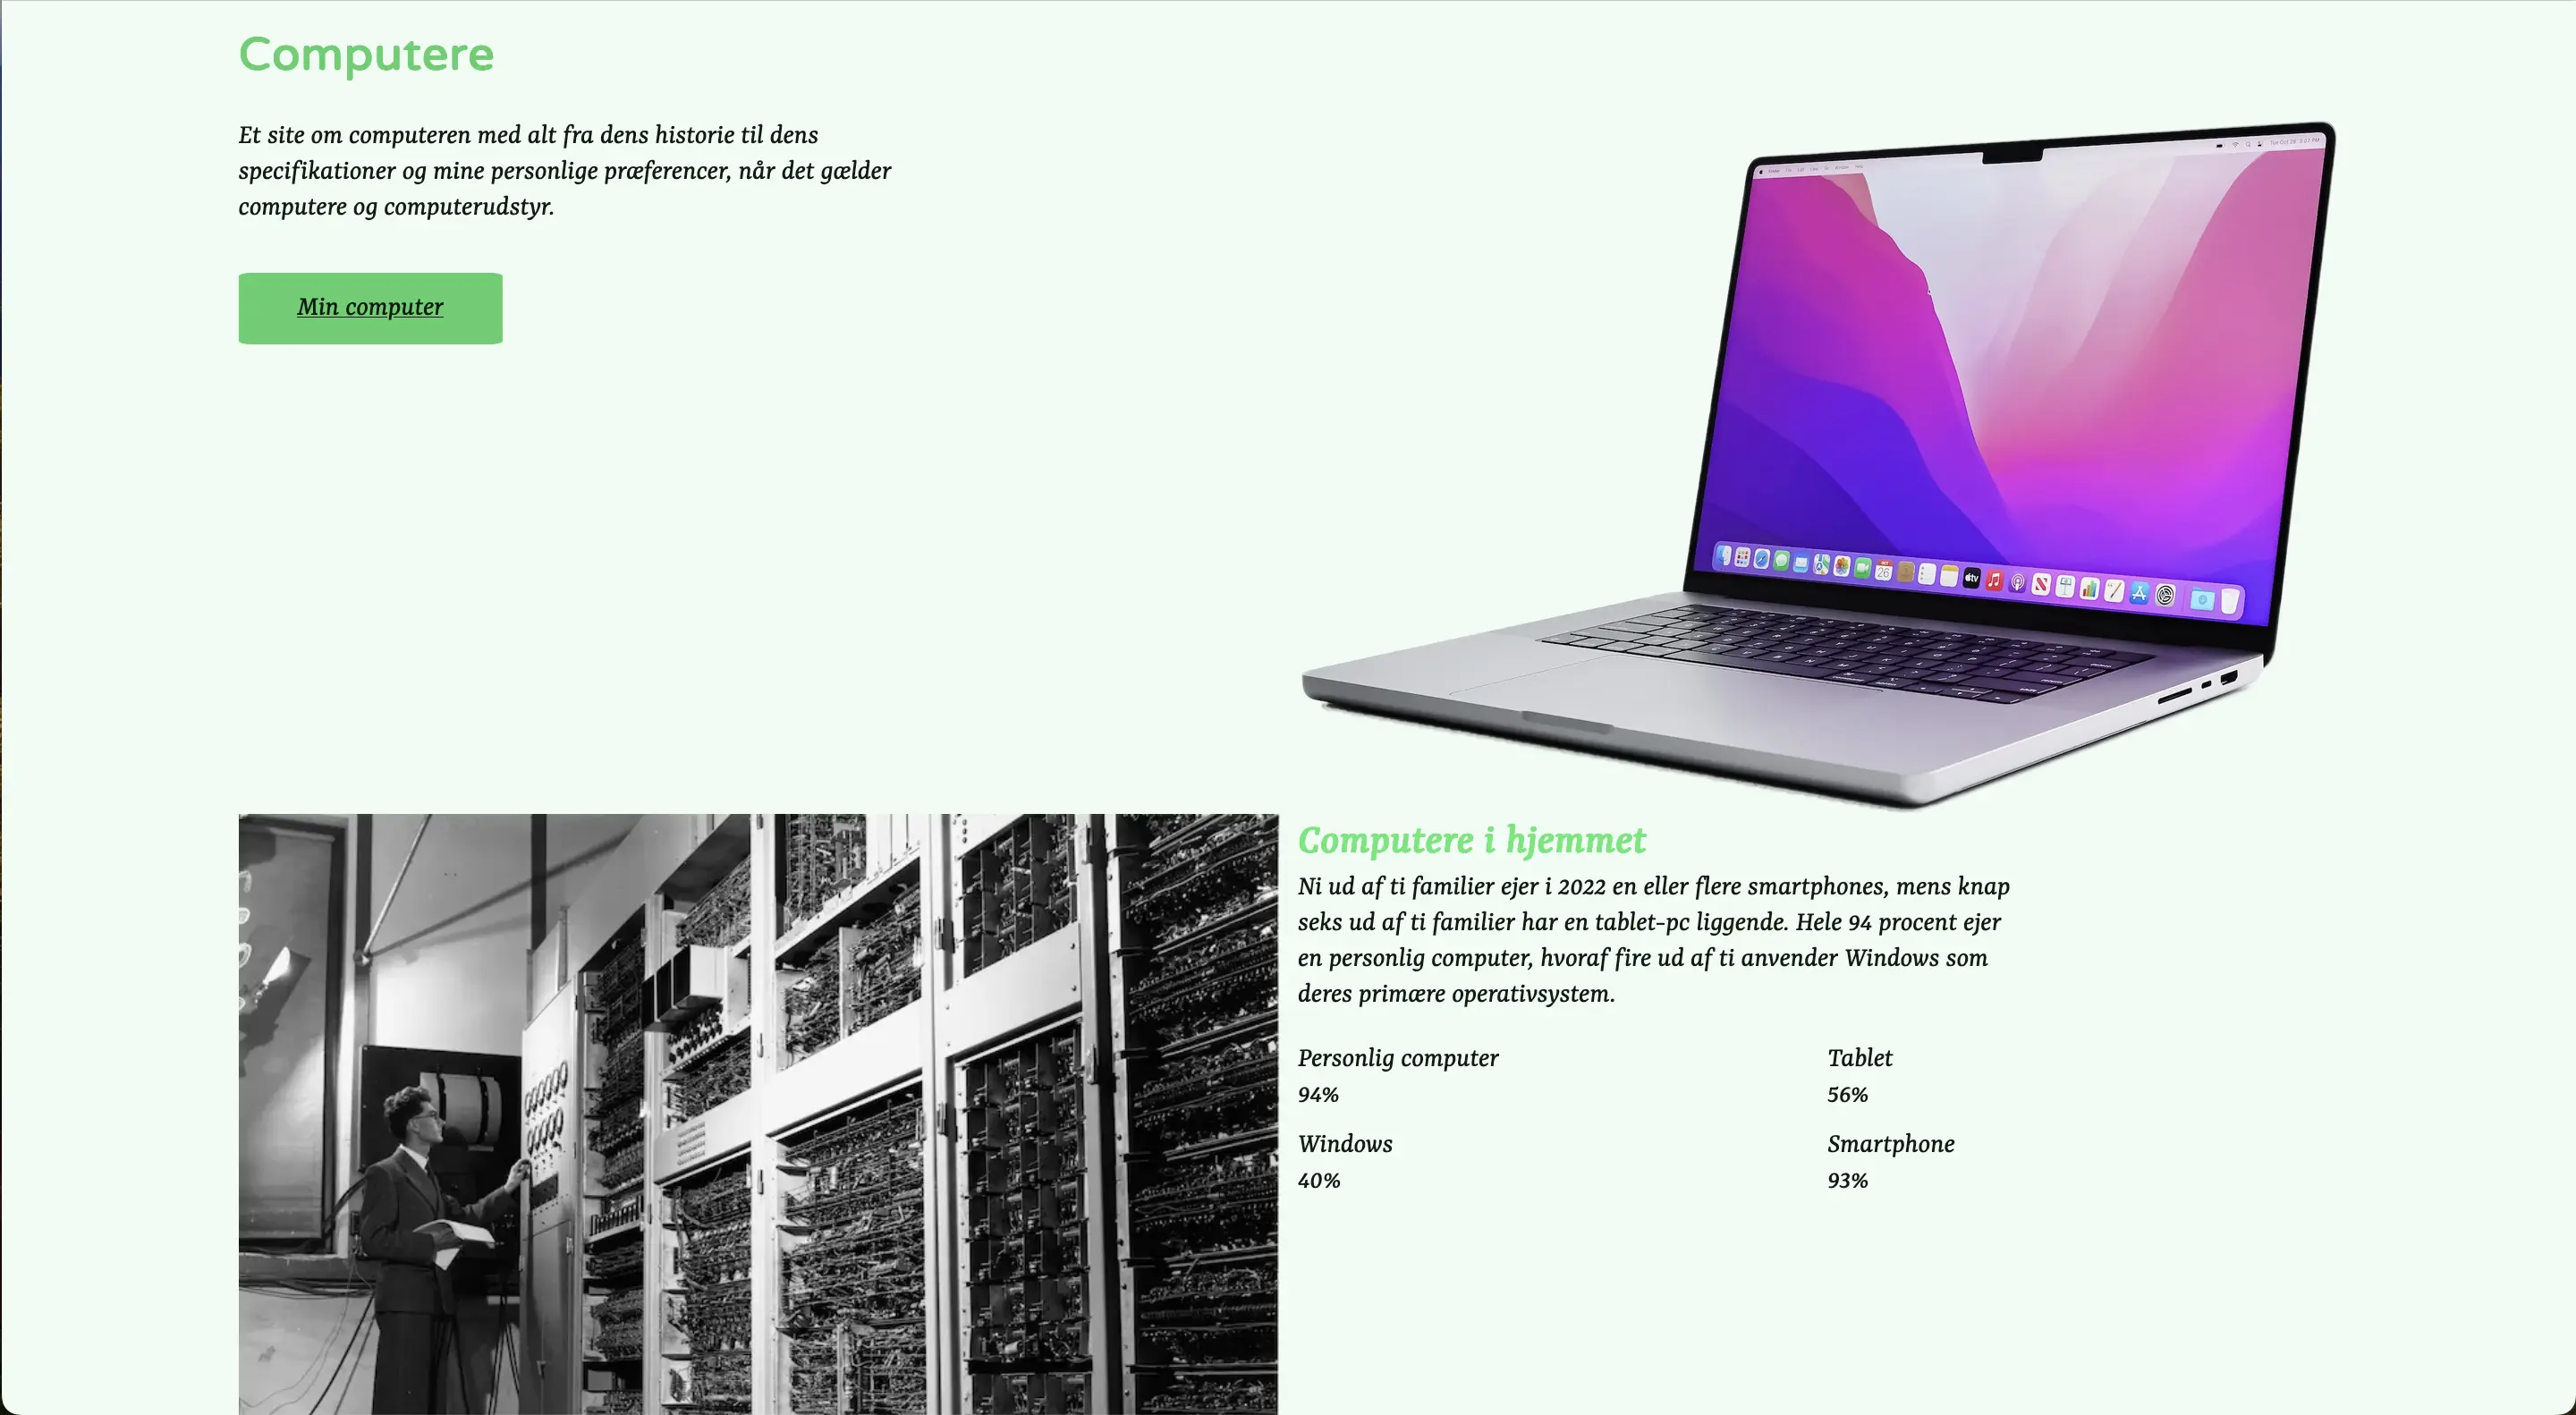 Computere
Et site om computeren med alt fra dens historie til dens
specifikationer og mine personlige præferencer, når det gælder
computere og computerudstyr.
Min computer
Computere i hjemmet
Ni ud af ti familier ejer i 2022 en eller flere smartphones, mens knap
seks ud af ti familier har en tablet-pc liggende. Hele 94 procent ejer
en personlig computer, hvoraf fire ud af ti anvender Windows som
deres primære operativsystem.
Personlig computer
94%
Tablet
56%
Windows
40%
Smartphone
93%